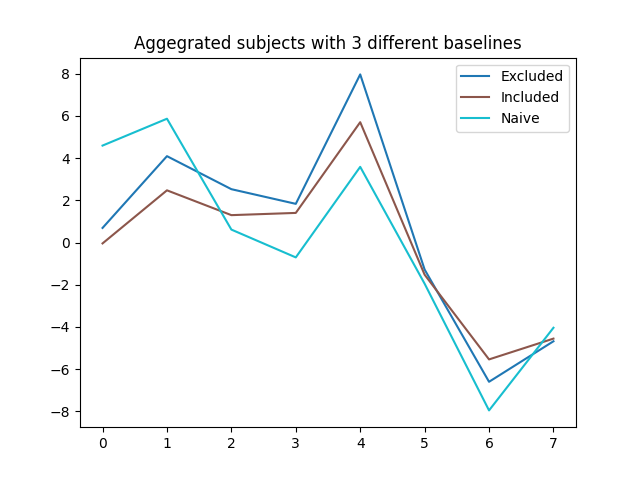 Aggegrated subjects with 3 different baselines
Excluded
Included
Naive
8
6
4
2
0
−2
−4
−6
−8
0 1 2 3 4 5 6 7